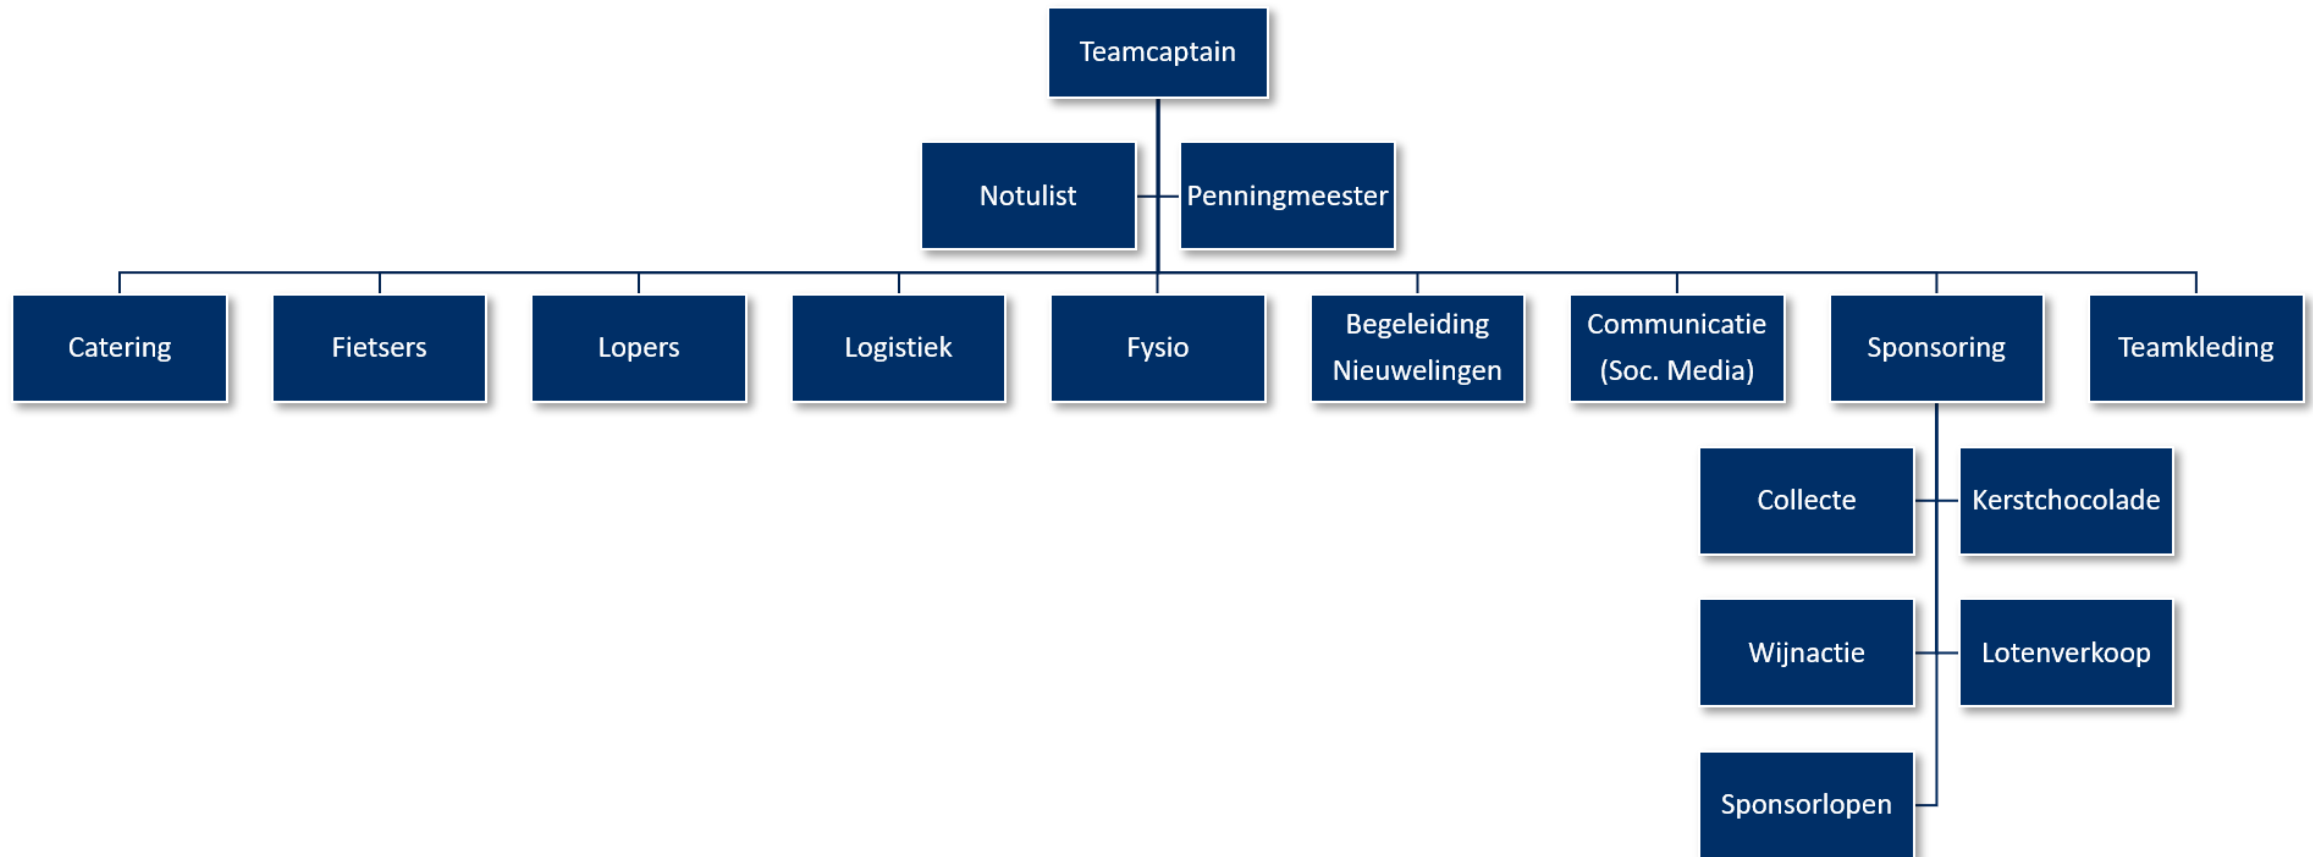 Teamcaptain
Notulist
Penningmeester
Catering
Fietsers
Lopers
Logistiek
Fysio
Begeleiding
Nieuwelingen
Communicatie
(Soc. Media)
Sponsoring
Teamkleding
Collecte
Kerstchocolade
Wijnactie
Lotenverkoop
Sponsorlopen